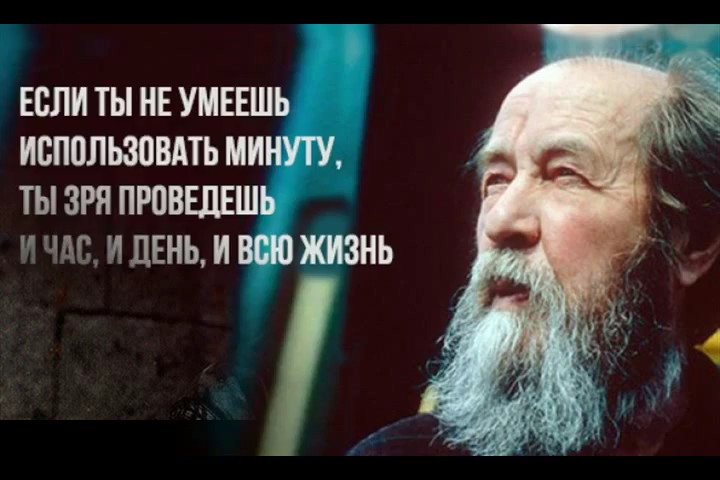 ЕСЛИ ТЫ НЕ УМЕЕШЬ
ИСПОЛЬЗОВАТЬ МИНУТУ,
ТЫ ЗРЯ ПРОВЕДЕШЬ
И ЧАС, И ДЕНЬ, И ВСЮ ЖИЗНЬ